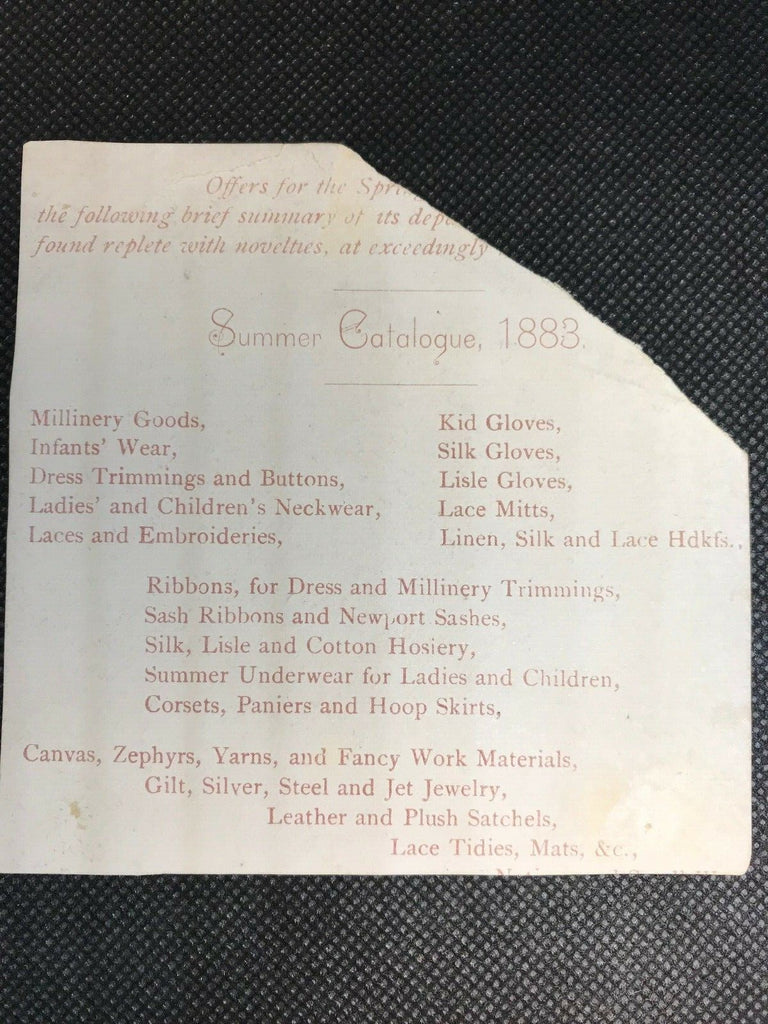 Offers for the
the following brief summary of its
found replete with novelties, at exceedingly
Summer Catalogue, 1883.
Millinery Goods,
Infants' Wear,
Dress Trimmings and Buttons,
Ladies' and Children's Neckwear,
Laces and Embroideries,
Kid Gloves,
Silk Gloves,
Lisle Gloves,
Lace Mitts,
Linen, Silk and Lace Hdkfs.,
Ribbons, for Dress and Millinery Trimmings,
Sash Ribbons and Newport Sashes,
Silk, Lisle and Cotton Hosiery,
Summer Underwear for Ladies and Children,
Corsets, Paniers and Hoop Skirts,
Canvas, Zephyrs, Yarns, and Fancy Work Materials,
Gilt, Silver, Steel and Jet Jewelry,
Leather and Plush Satchels,
Lace Tidies, Mats, &c.,